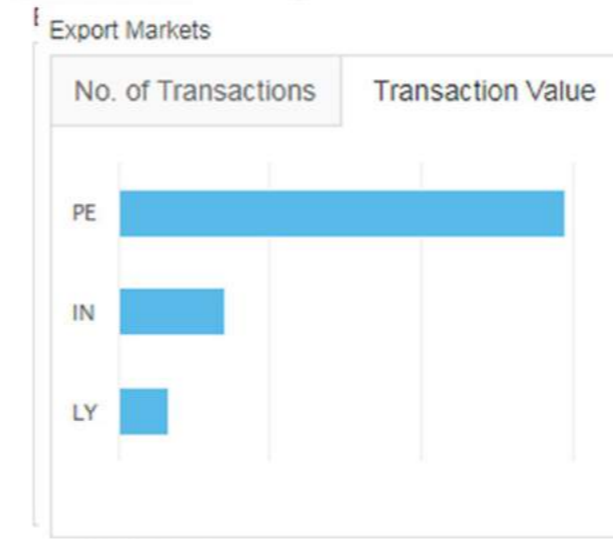 Export Markets
No. of Transactions Transaction Value
PE
IN
LY